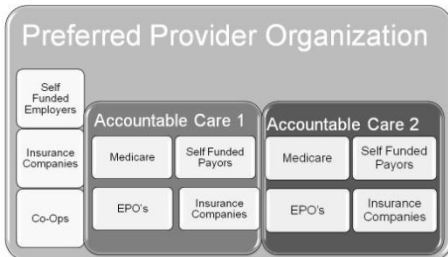 Preferred Provider Organization
Self
Funded
Employers
Insurance
Companies
Co-Ops
Accountable Care 1
Medicare
Self Funded
Payors
EPO's
Insurance
Companies
Accountable Care 2
Medicare
Self Funded
Payors
EPO's
Insurance
Companies